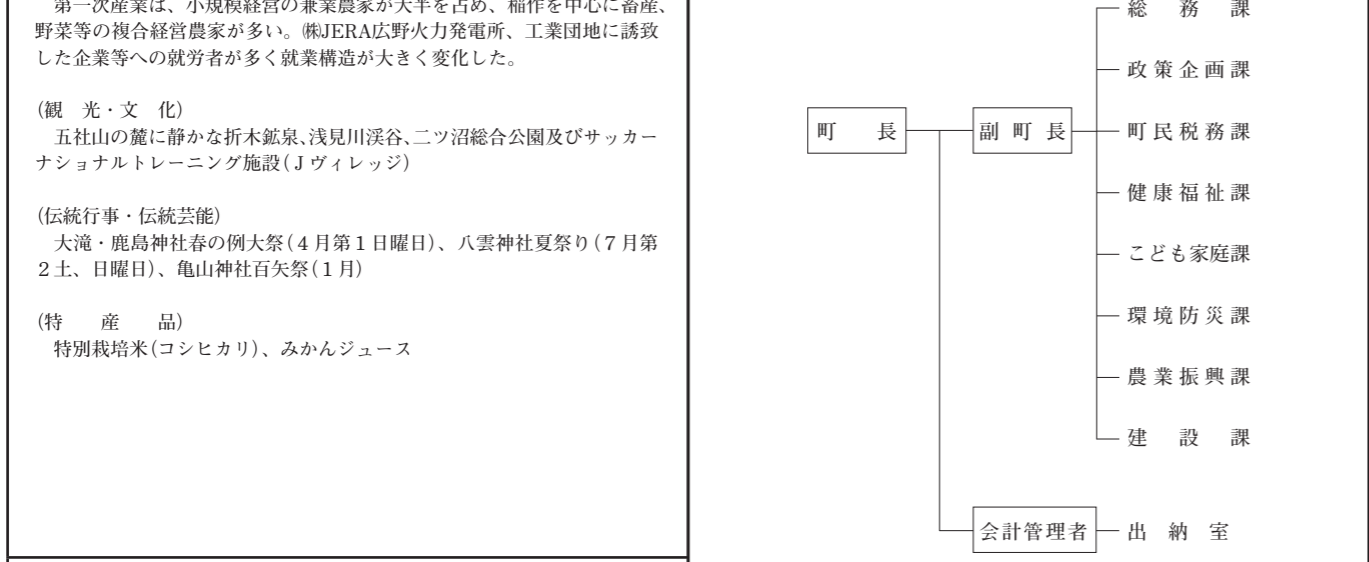 第一次産業は、小規模経営の兼業農家が大半を占め、稲作を中心に畜産、
野菜等の複合経営農家が多い。㈱JERA広野火力発電所、工業団地に誘致
した企業等への就労者が多く就業構造が大きく変化した。
(観　光・文　化)
五社山の麓に静かな折木鉱泉、浅見川渓谷、二ツ沼総合公園及びサッカー
ナショナルトレーニング施設(Ｊヴィレッジ)
(伝統行事・伝統芸能)
大滝・鹿島神社春の例大祭(４月第１日曜日)、八雲神社夏祭り(７月第
２土、日曜日)、亀山神社百矢祭(１月)
(特　産　品)
特別栽培米(コシヒカリ)、みかんジュース
町長
副町長
総務課
政策企画課
町民税務課
健康福祉課
こども家庭課
環境防災課
農業振興課
建設課
会計管理者
出納室